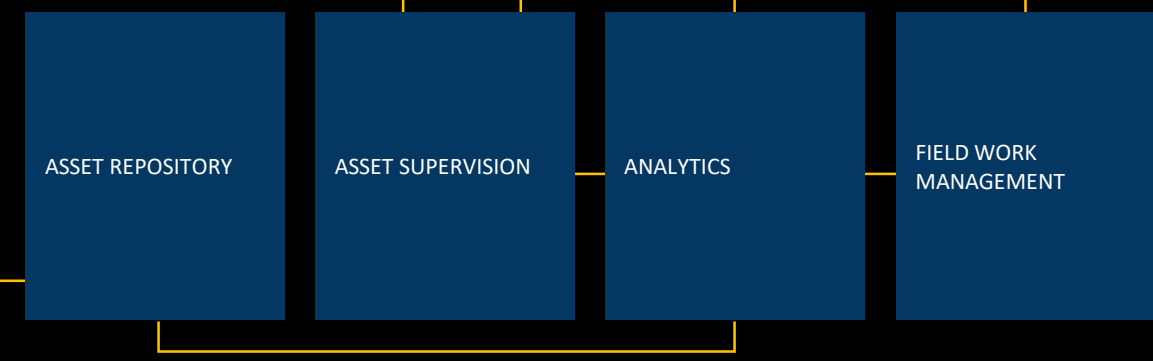 ASSET REPOSITORY
ASSET SUPERVISION
ANALYTICS
FIELD WORK
MANAGEMENT